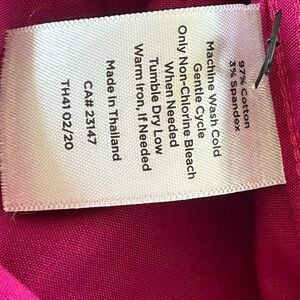 97% Cotton
3% Spandex
Machine Wash Cold
Gentle Cycle
Only Non-Chlorine Bleach
When Needed
Tumble Dry Low
Warm Iron, If Needed
Made in Thailand
CA# 23147
TH41 02/20